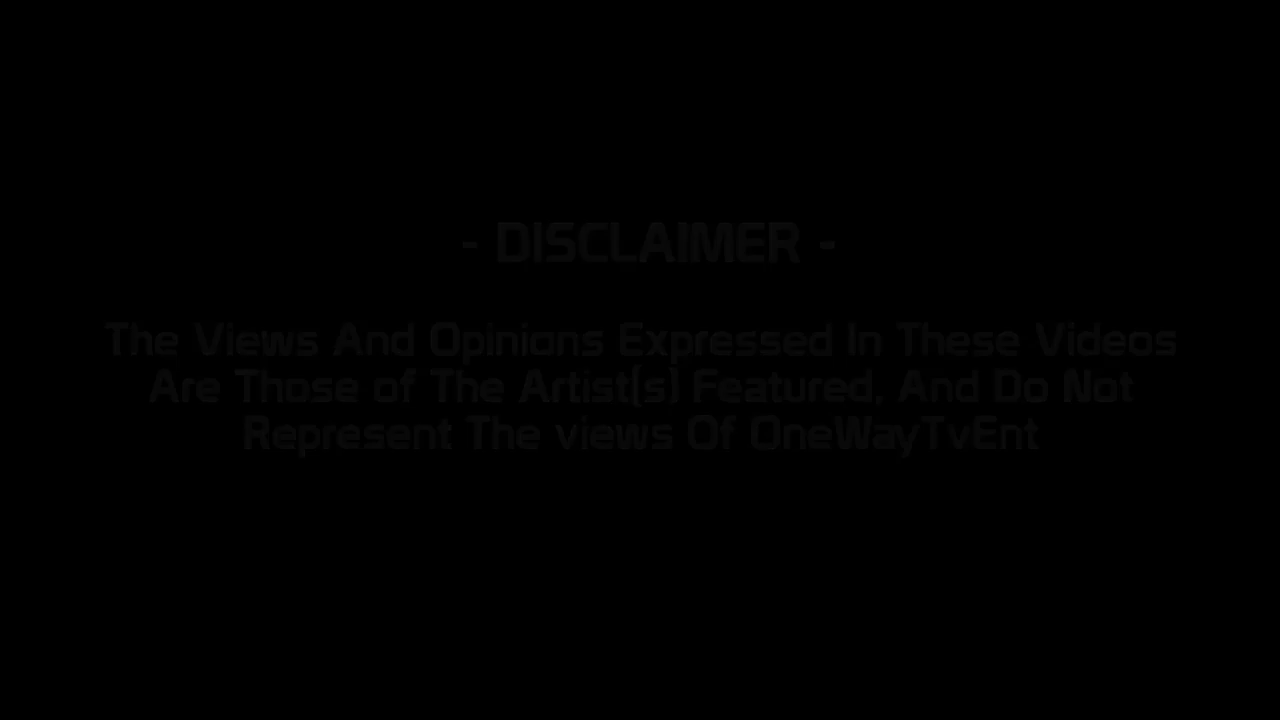 - DISCLAIMER -
The Views And Opinions Expressed In These Videos
Are Those of The Artist(s) Featured, And Do Not
Represent The views Of OneWayTvEnt